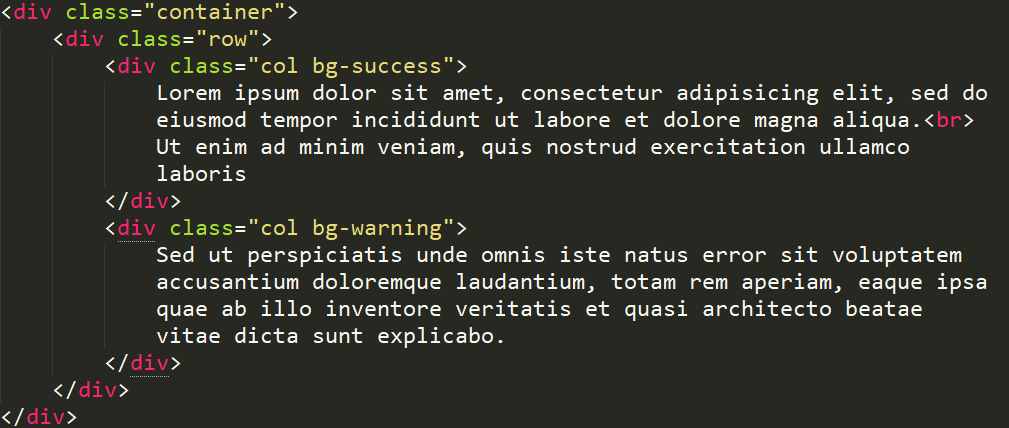 <div class="container">
<div class="row">
<div class="col bg-success">
Lorem ipsum dolor sit amet, consectetur adipisicing elit, sed do
eiusmod tempor incididunt ut labore et dolore magna aliqua.<br>
Ut enim ad minim veniam, quis nostrud exercitation ullamco
laboris
</div>
<div class="col bg-warning">
Sed ut perspiciatis unde omnis iste natus error sit voluptatem
accusantium doloremque laudantium, totam rem aperiam, eaque ipsa
quae ab illo inventore veritatis et quasi architecto beatae
vitae dicta sunt explicabo.
</div>
</div>
</div>